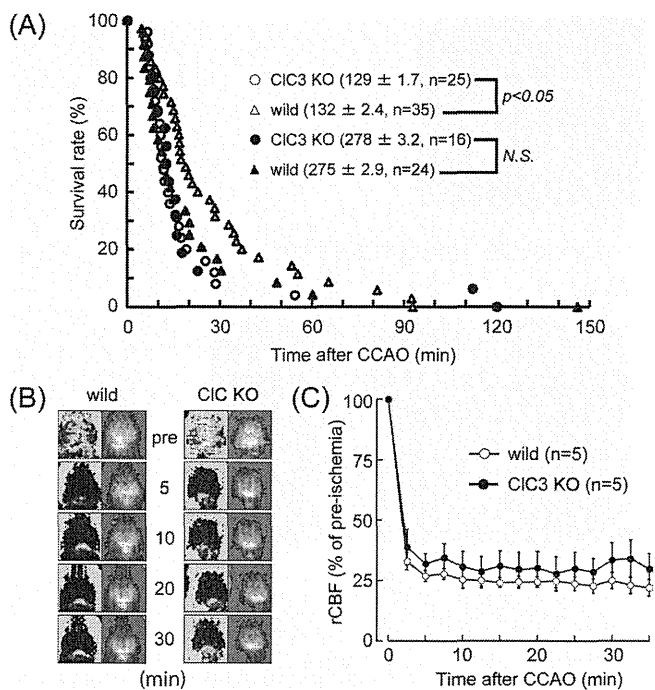 (A)
Survival rate (%)
100
80
60
40
20
0
ClC3 KO (129 ± 1.7, n=25)
wild (132 ± 2.4, n=35)
p<0.05
ClC3 KO (278 ± 3.2, n=16)
wild (275 ± 2.9, n=24)
N.S.
0 30 60 90 120 150
Time after CCAO (min)
(B)
wild ClC KO
pre
5
10
20
30
(min)
(C)
rCBF (% of pre-ischemia)
100
75
50
25
0
wild (n=5)
ClC3 KO (n=5)
0 10 20 30
Time after CCAO (min)